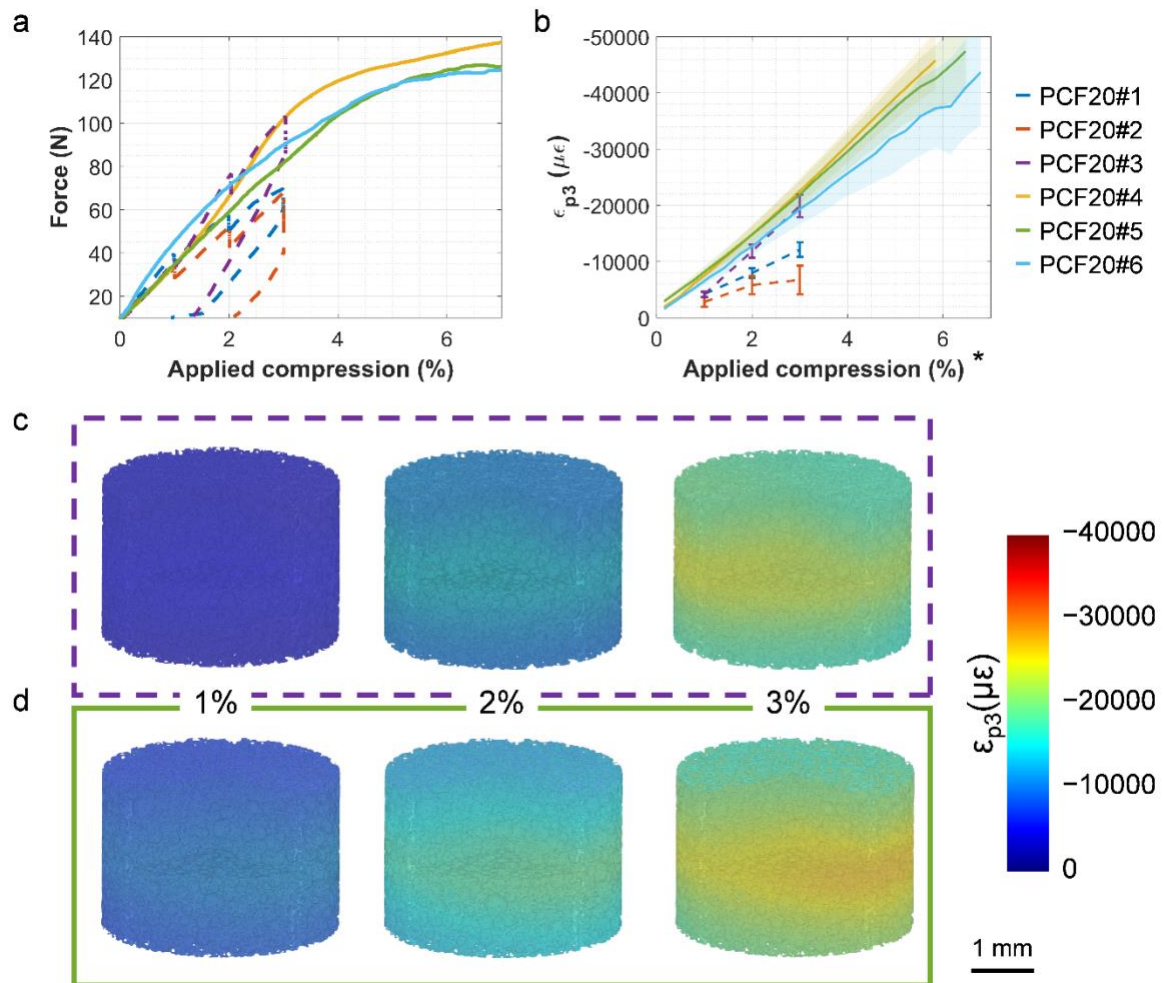 a
140
120
100
80
60
40
20
Force (N)
0
2
4
6
Applied compression (%)
b
-50000
-40000
-30000
-20000
-10000
0
ϵp3 (με)
0
2
4
6
Applied compression (%) *
PCF20#1
PCF20#2
PCF20#3
PCF20#4
PCF20#5
PCF20#6
c
d
1%
2%
3%
−40000
−30000
−20000
−10000
0
εp3(με)
1 mm